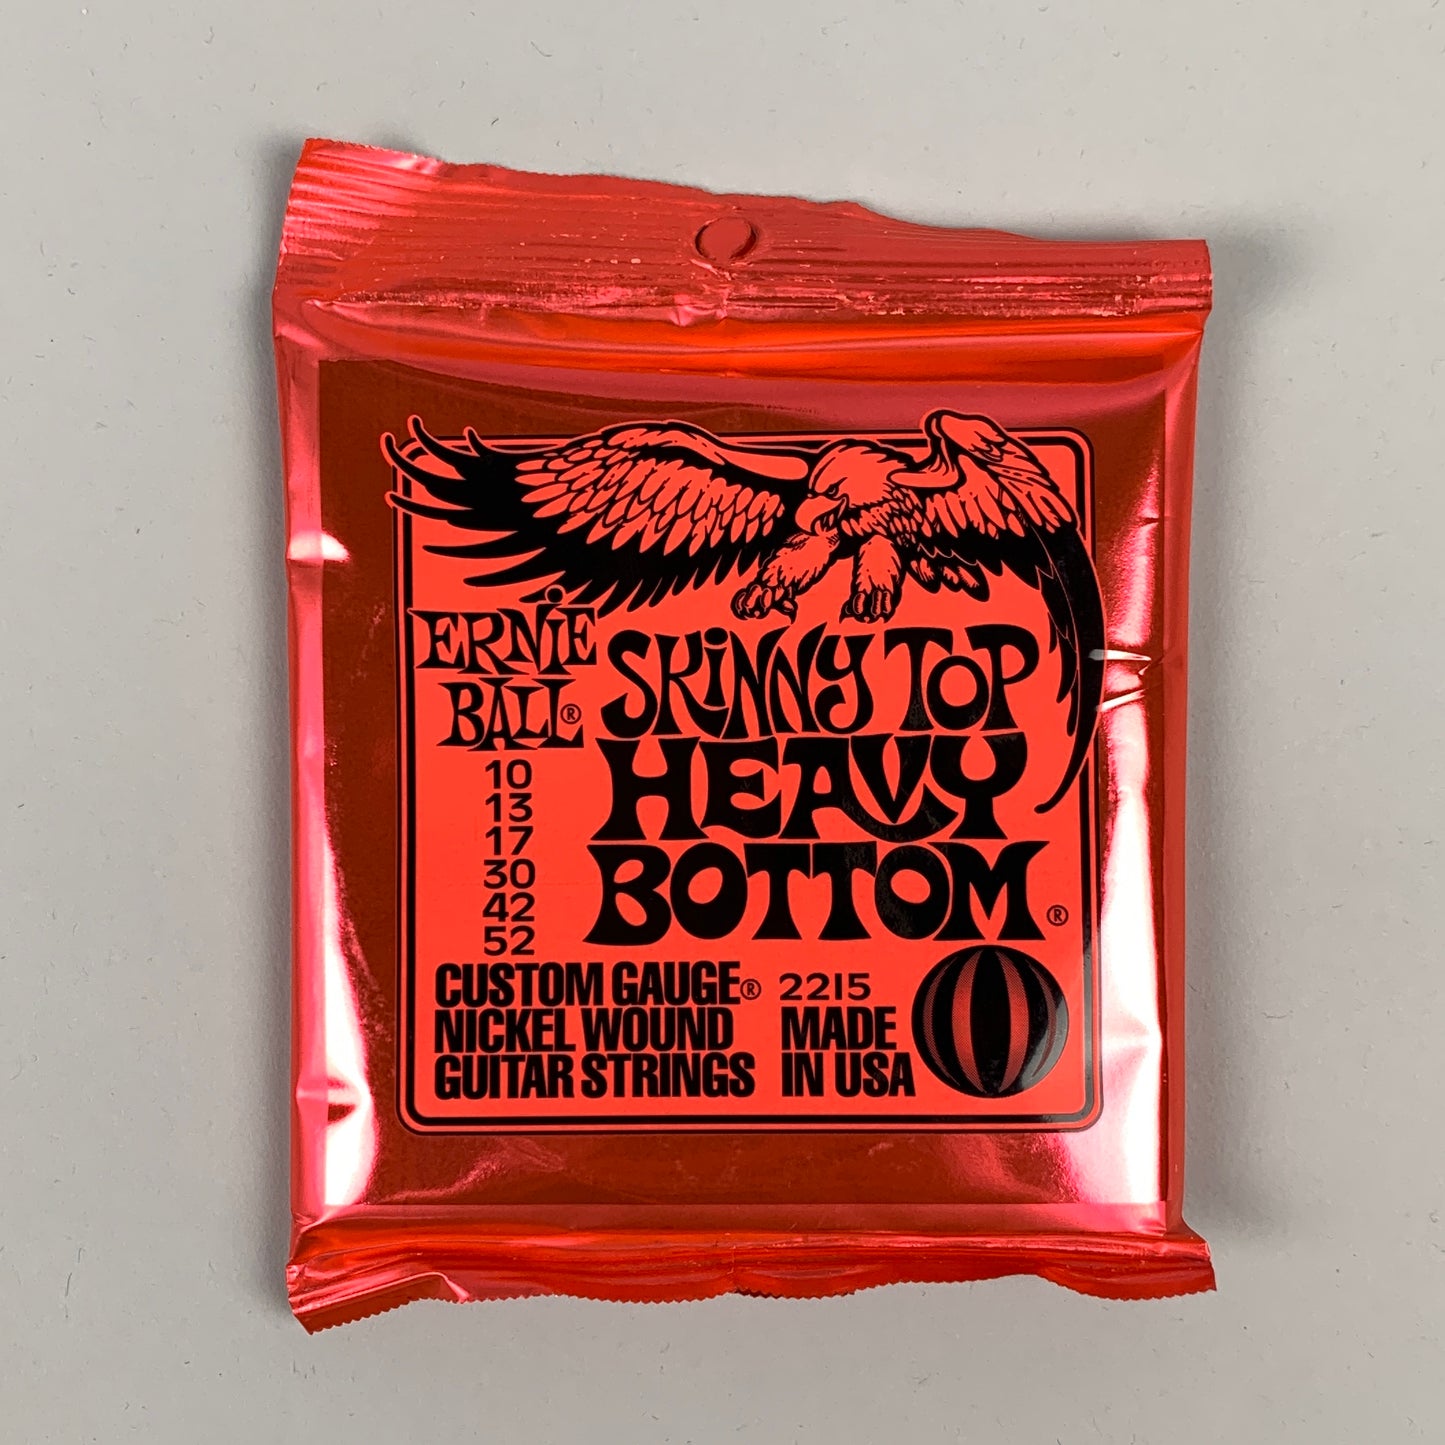 ERNIE
BALL®
SKINNY TOP
HEAVY
BOTTOM®
10
13
17
30
42
52
CUSTOM GAUGE®
NICKEL WOUND
GUITAR STRINGS
2215
MADE
IN USA